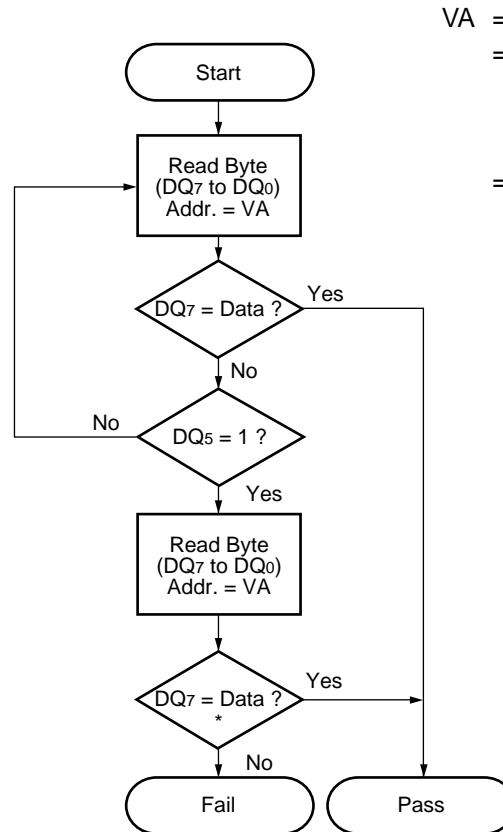 VA =
=
=
Start
Read Byte
(DQ7 to DQ0)
Addr. = VA
DQ7 = Data ?
Yes
No
DQ5 = 1 ?
No
Yes
Read Byte
(DQ7 to DQ0)
Addr. = VA
DQ7 = Data ?
*
Yes
No
Fail
Pass